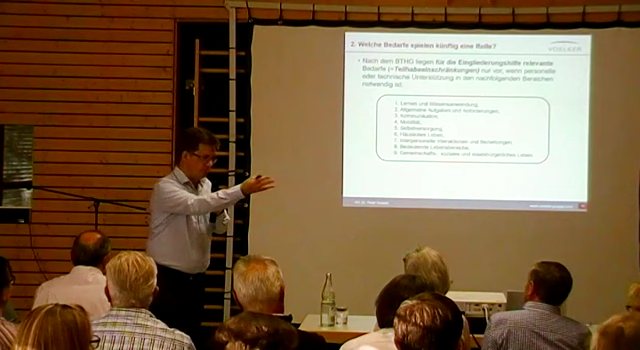 2. Welche Bedarfe spielen künftig eine Rolle?
VOELKER
• Nach dem BTHG liegen für die Eingliederungshilfe relevante
Bedarfe (=Teilhabeeinschränkungen) nur vor, wenn personelle
oder technische Unterstützung in den nachfolgenden Bereichen
notwendig ist:
1. Lernen und Wissensanwendung,
2. Allgemeine Aufgaben und Anforderungen,
3. Kommunikation,
4. Mobilität,
5. Selbstversorgung,
6. Häusliches Leben,
7. Interpersonelle Interaktionen und Beziehungen,
8. Bedeutende Lebensbereiche,
9. Gemeinschafts-, soziales und staatsbürgerliches Leben.